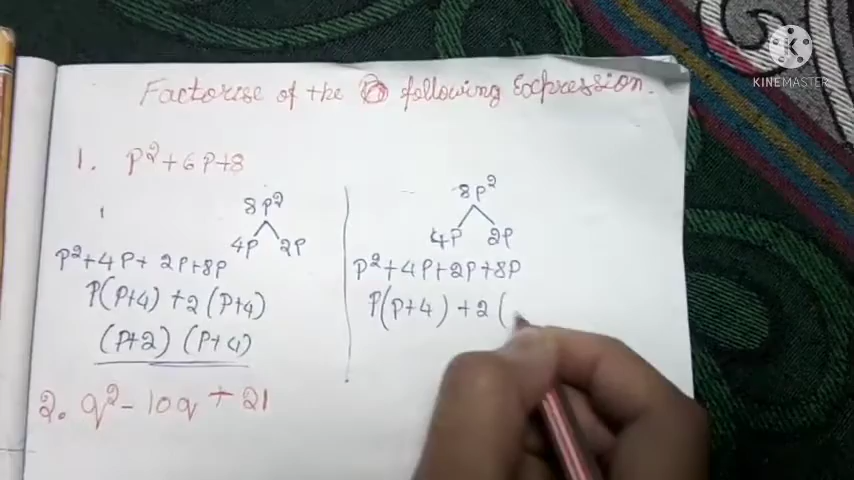 Factorise of the following Expression.
1. p²+6p+8
8p²
4p 2p
p²+4p+2p+8p
p(p+4)+2(p+4)
(p+2)(p+4)
8p²
4p 2p
p²+4p+2p+8p
p(p+4)+2(
2. q²-10q+21
K
KINEMASTER